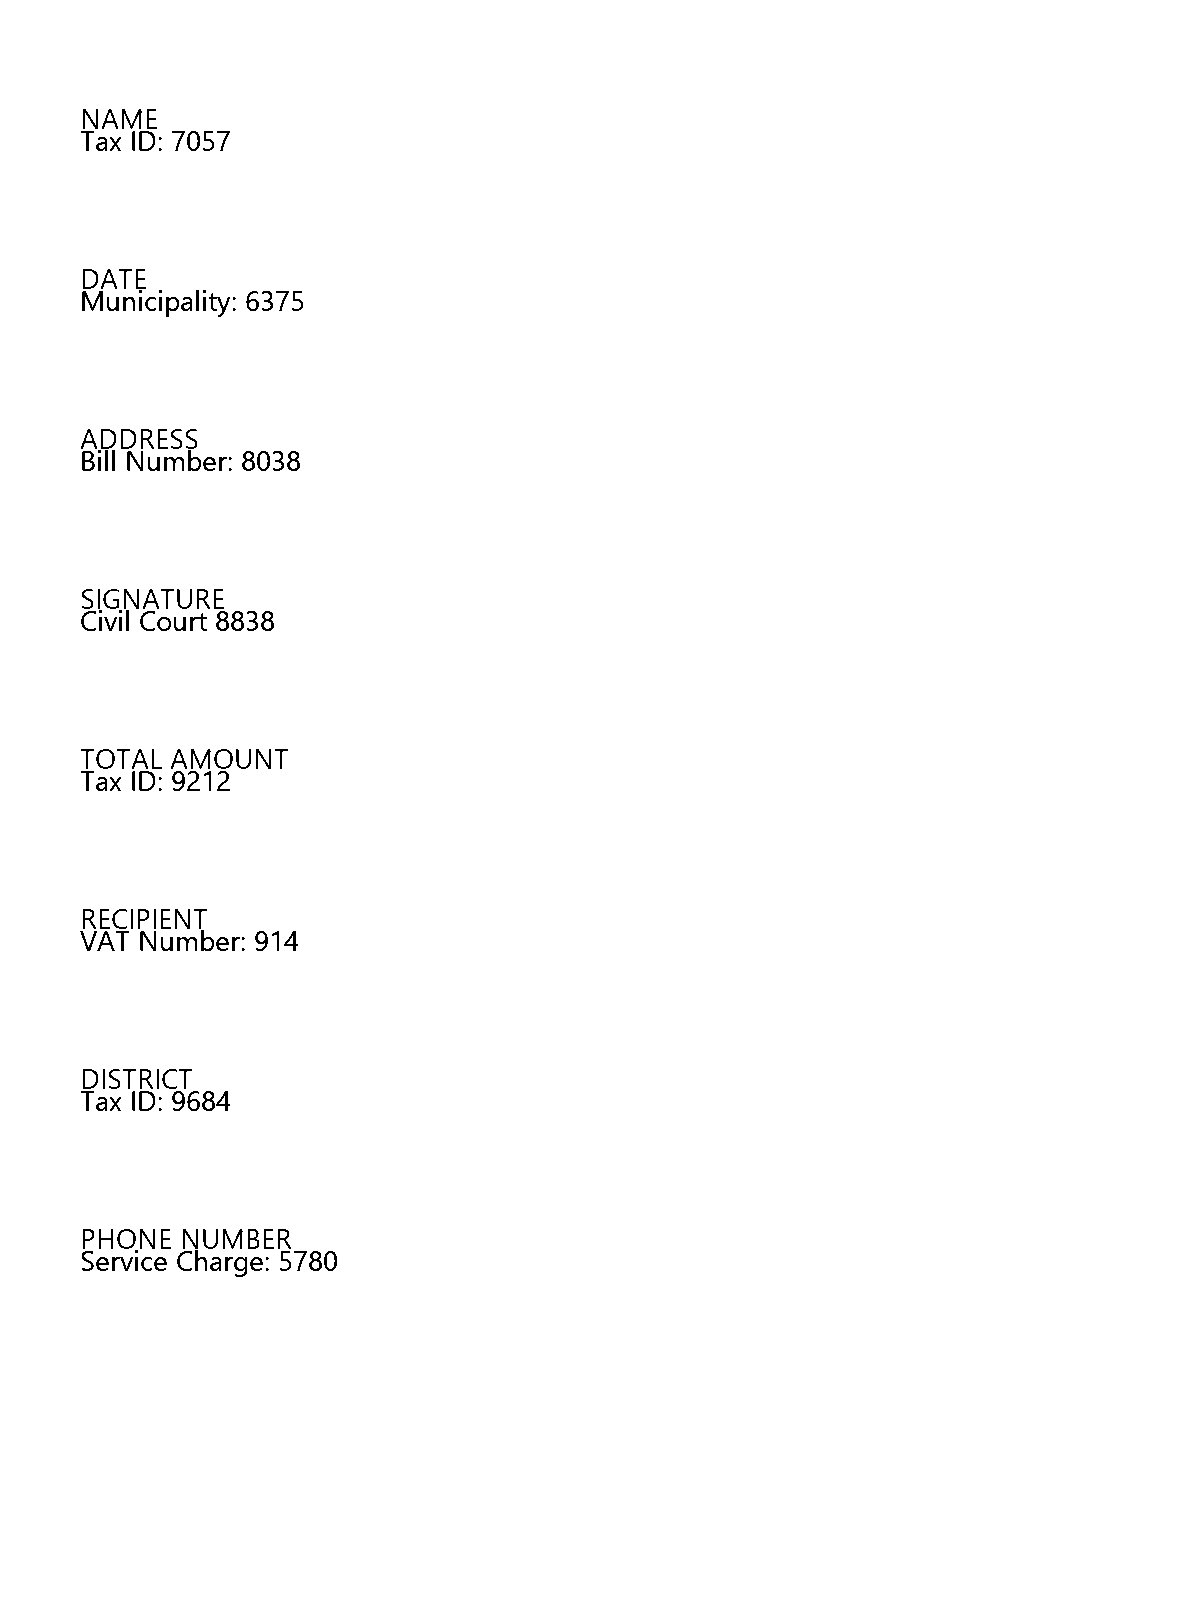 NAME
Tax ID: 7057
DATE
Municipality: 6375
ADDRESS
Bill Number: 8038
SIGNATURE
Civil Court 8838
TOTAL AMOUNT
Tax ID: 9212
RECIPIENT
VAT Number: 914
DISTRICT
Tax ID: 9684
PHONE NUMBER
Service Charge: 5780